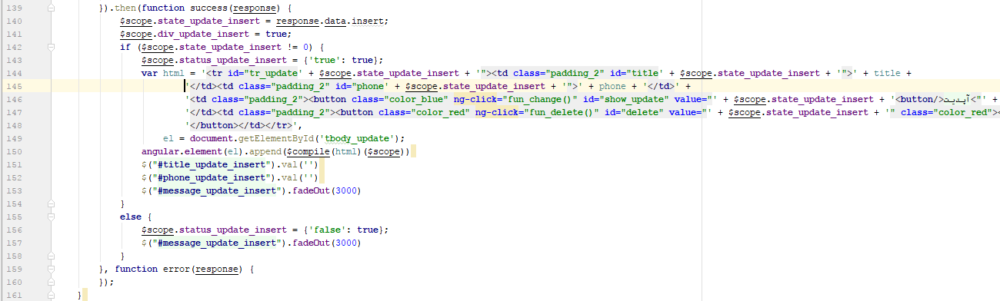 139 }).then(function success(response) {
140 $scope.state_update_insert = response.data.insert;
141 $scope.div_update_insert = true;
142 if ($scope.state_update_insert != 0) {
143 $scope.status_update_insert = {'true': true};
144 var html = '<tr id="tr_update' + $scope.state_update_insert + '"><td class="padding_2" id="title' + $scope.state_update_insert + '">' + title +
145 '</td><td class="padding_2" id="phone' + $scope.state_update_insert + '">' + phone + '</td>' +
146 '<td class="padding_2"><button class="color_blue" ng-click="fun_change()" id="show_update" value="' + $scope.state_update_insert + '">آپدیت</button>' +
147 '</td><td class="padding_2"><button class="color_red" ng-click="fun_delete()" id="delete" value="' + $scope.state_update_insert + '" class="color_red"><
148 '</button></td></tr>',
149 el = document.getElementById('tbody_update');
150 angular.element(el).append($compile(html)($scope))
151 $("#title_update_insert").val('')
152 $("#phone_update_insert").val('')
153 $("#message_update_insert").fadeOut(3000)
154 }
155 else {
156 $scope.status_update_insert = {'false': true};
157 $("#message_update_insert").fadeOut(3000)
158 }
159 }, function error(response) {
160 });
161 }